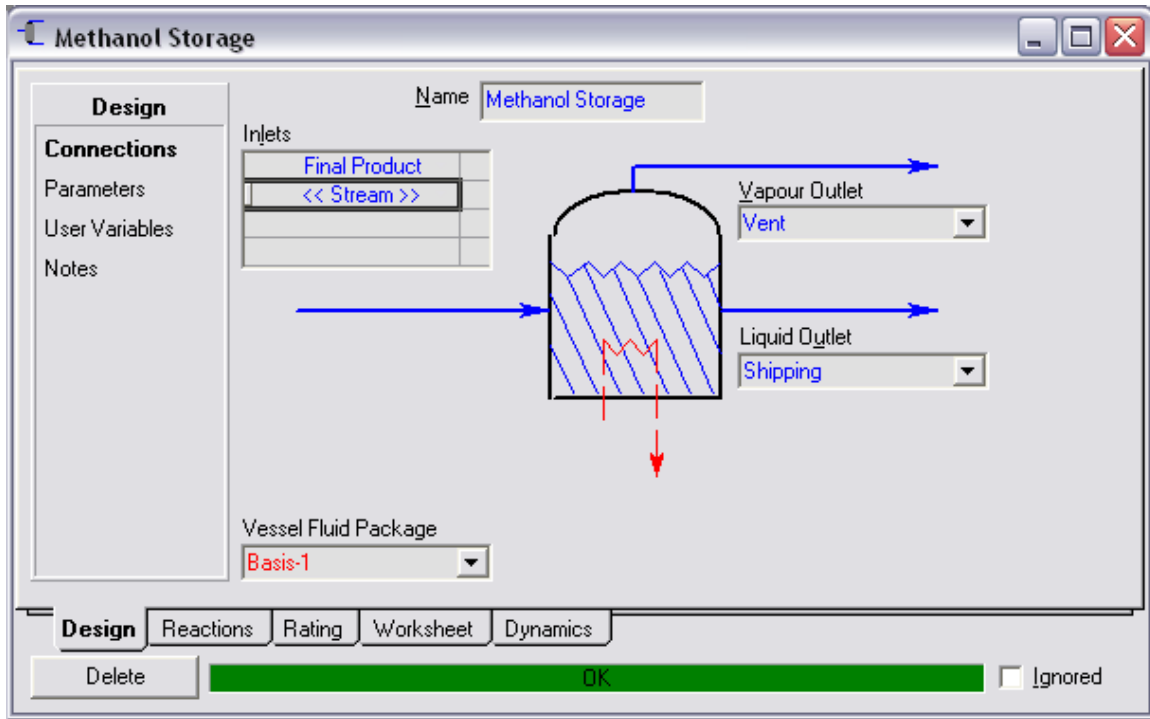 Methanol Storage
Design
Connections
Parameters
User Variables
Notes
Name Methanol Storage
Inlets
Final Product
<< Stream >>
Vapour Outlet
Vent
Liquid Outlet
Shipping
Vessel Fluid Package
Basis-1
Design Reactions Rating Worksheet Dynamics
Delete OK Ignored